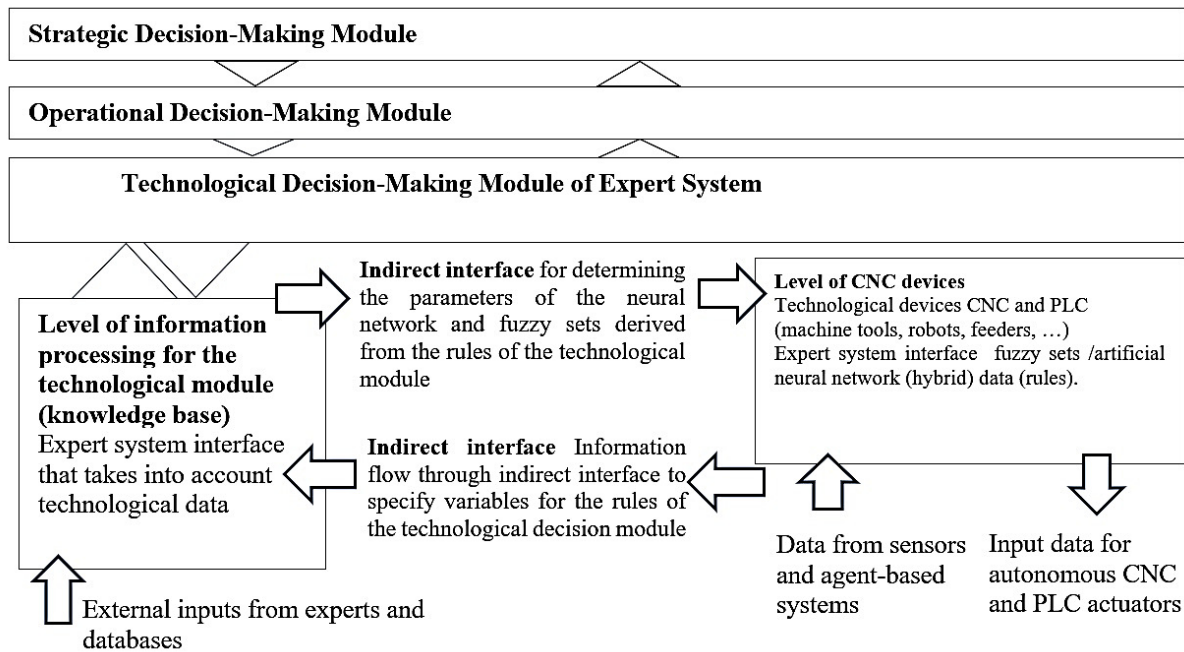 Strategic Decision-Making Module
Operational Decision-Making Module
Technological Decision-Making Module of Expert System
Level of information
processing for the
technological module
(knowledge base)
Expert system interface
that takes into account
technological data
Indirect interface for determining
the parameters of the neural
network and fuzzy sets derived
from the rules of the technological
module
Indirect interface Information
flow through indirect interface to
specify variables for the rules of
the technological decision module
Level of CNC devices
Technological devices CNC and PLC
(machine tools, robots, feeders, …)
Expert system interface fuzzy sets /artificial
neural network (hybrid) data (rules).
External inputs from experts and
databases
Data from sensors
and agent-based
systems
Input data for
autonomous CNC
and PLC actuators